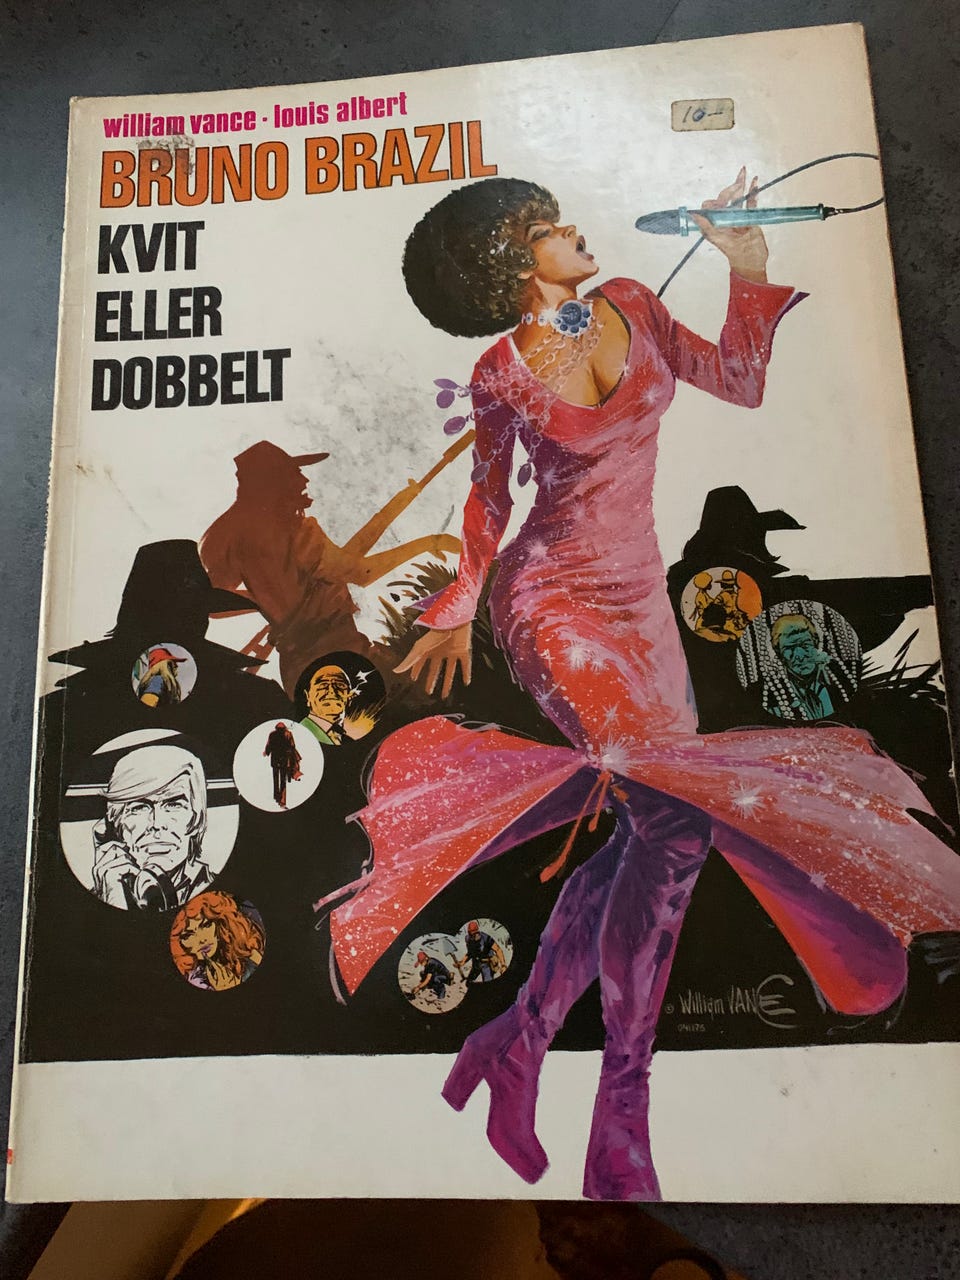 william vance · louis albert
BRUNO BRAZIL
KVIT
ELLER
DOBBELT
10-
© William VANCE